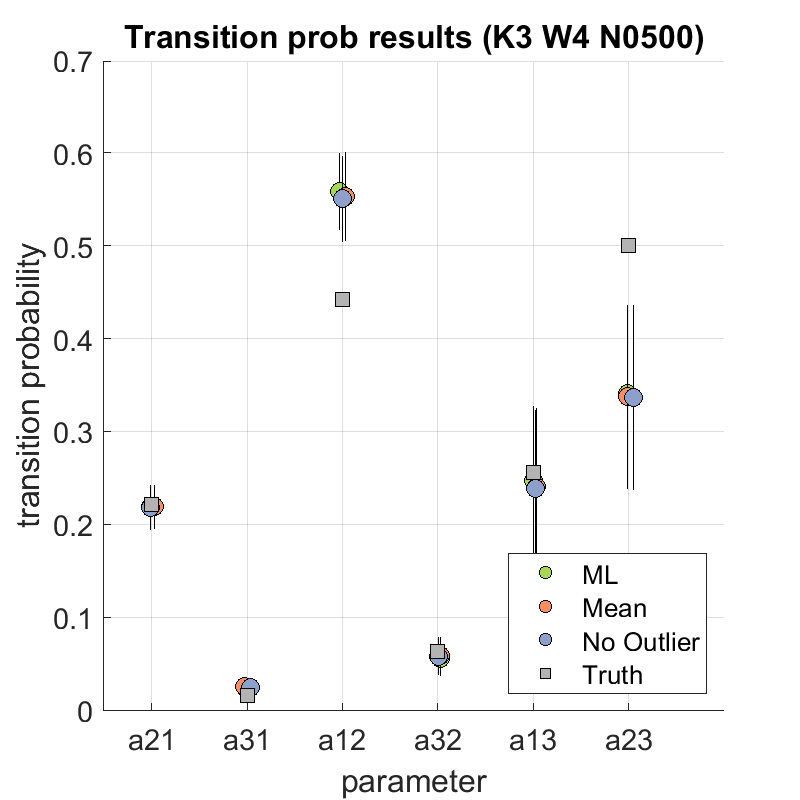 Transition prob results (K3 W4 N0500)
0.7
0.6
0.5
0.4
0.3
0.2
0.1
0
transition probability
ML
Mean
No Outlier
Truth
a21 a31 a12 a32 a13 a23
parameter